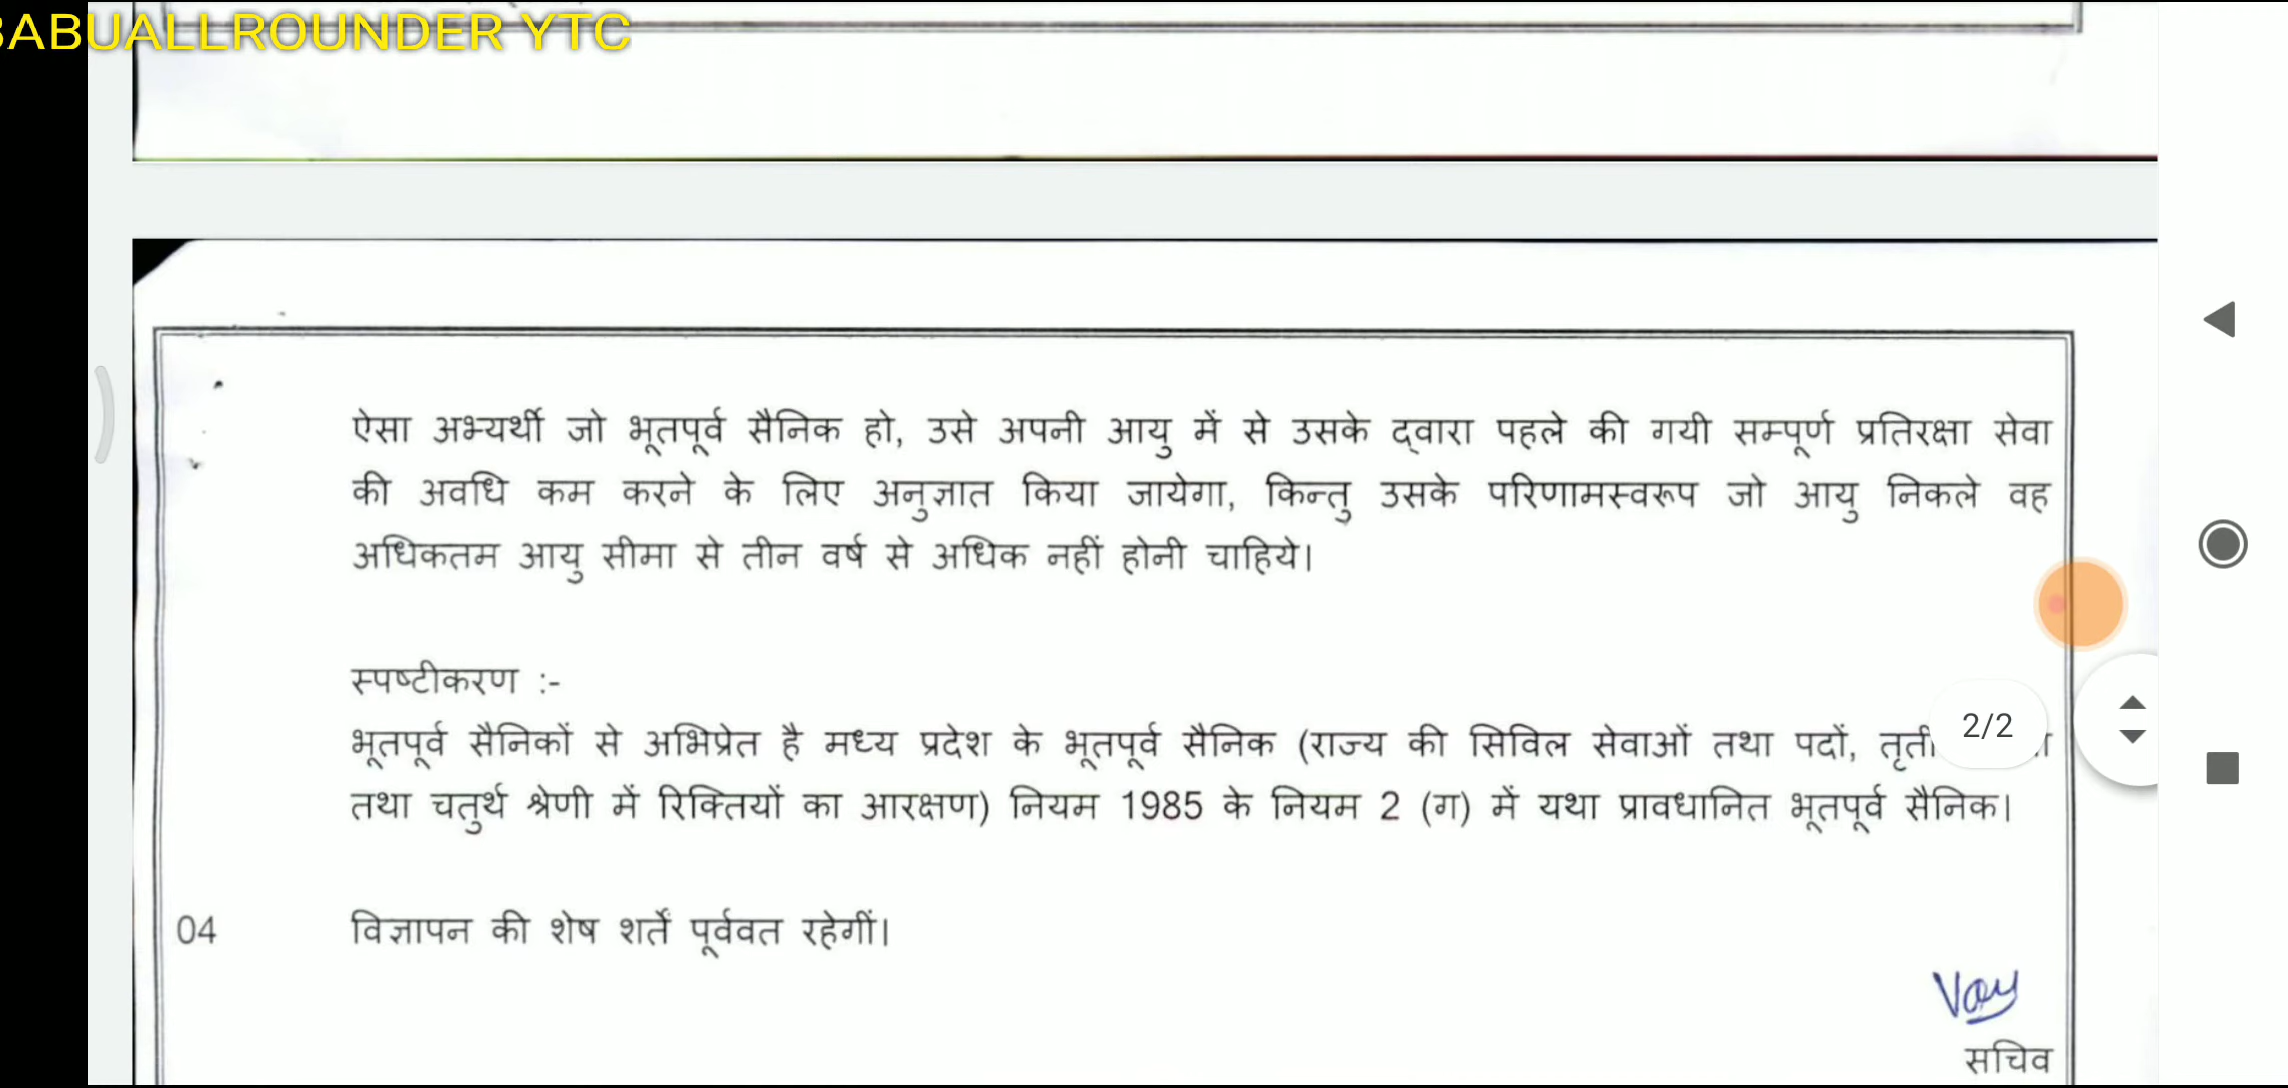 BABUALLROUNDER YTC
ऐसा अभ्यर्थी जो भूतपूर्व सैनिक हो, उसे अपनी आयु में से उसके द्वारा पहले की गयी सम्पूर्ण प्रतिरक्षा सेवा
की अवधि कम करने के लिए अनुज्ञात किया जायेगा, किन्तु उसके परिणामस्वरूप जो आयु निकले वह
अधिकतम आयु सीमा से तीन वर्ष से अधिक नहीं होनी चाहिये।
स्पष्टीकरण :-
भूतपूर्व सैनिकों से अभिप्रेत है मध्य प्रदेश के भूतपूर्व सैनिक (राज्य की सिविल सेवाओं तथा पदों,
2/2
तथा चतुर्थ श्रेणी में रिक्तियों का आरक्षण) नियम 1985 के नियम 2 (ग) में यथा प्रावधानित भूतपूर्व सैनिक।
04 विज्ञापन की शेष शर्तें पूर्ववत रहेगीं।
सचिव